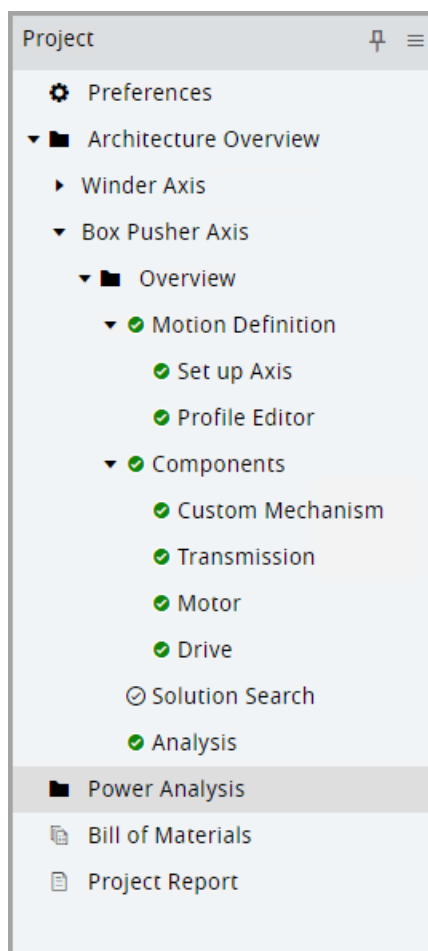 Project
Preferences
Architecture Overview
Winder Axis
Box Pusher Axis
Overview
Motion Definition
Set up Axis
Profile Editor
Components
Custom Mechanism
Transmission
Motor
Drive
Solution Search
Analysis
Power Analysis
Bill of Materials
Project Report